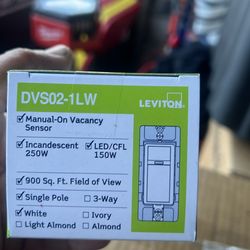 DVS02-1LW
LEVITON
Manual-On Vacancy
Sensor
Incandescent LED/CFL
250W 150W
900 Sq. Ft. Field of View
Single Pole 3-Way
White Ivory
Light Almond Almond